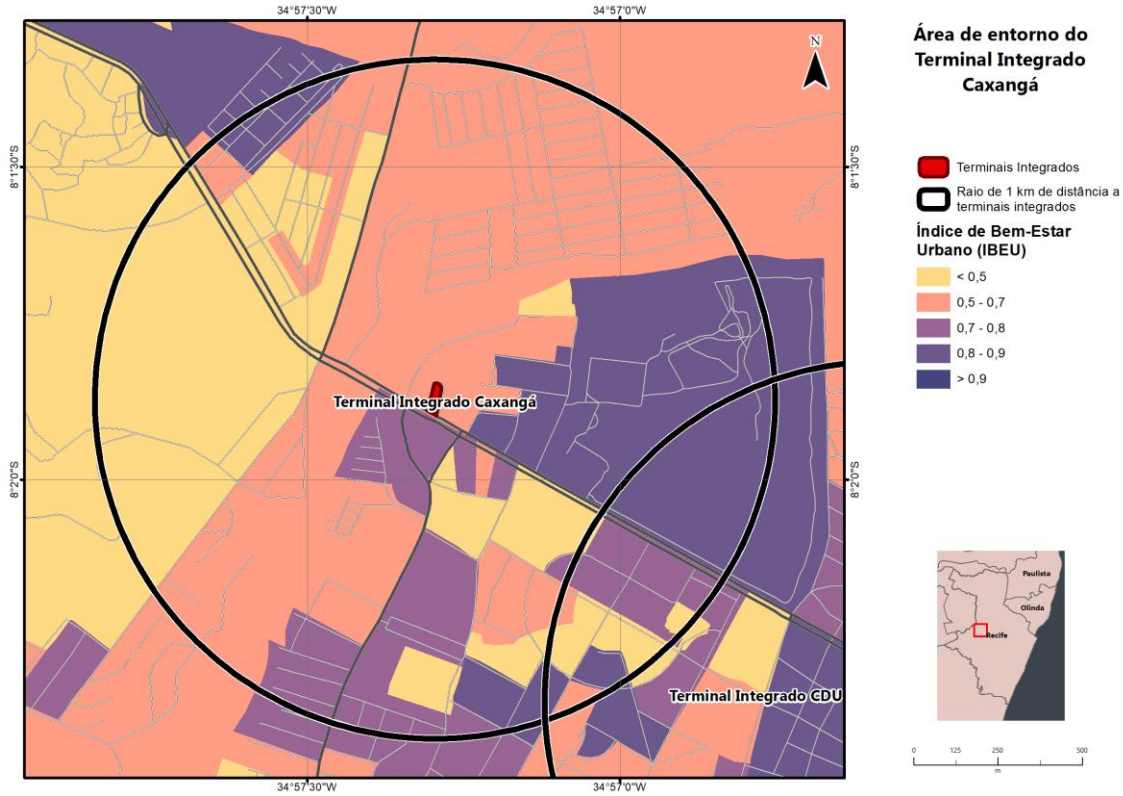 34°57'30"W
34°57'0"W
Área de entorno do
Terminal Integrado
Caxangá
N
8°1'30"S
8°1'30"S
Terminais Integrados
Raio de 1 km de distância a
terminais integrados
Índice de Bem-Estar
Urbano (IBEU)
< 0,5
0,5 - 0,7
0,7 - 0,8
0,8 - 0,9
> 0,9
Terminal Integrado Caxangá
8°2'0"S
8°2'0"S
Paulista
Olinda
Recife
Terminal Integrado CDU
0 125 250 500
m
34°57'30"W
34°57'0"W